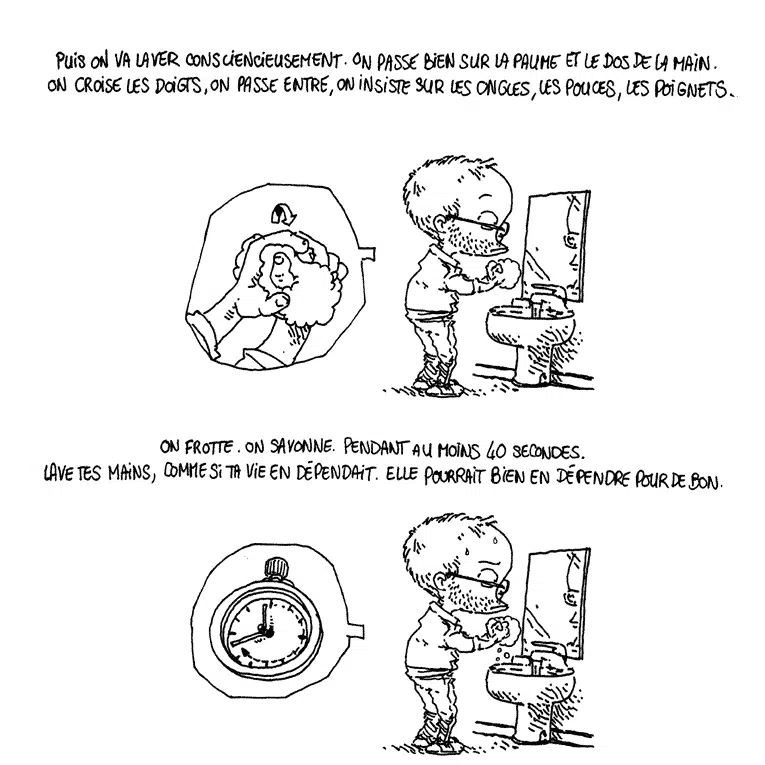 PUIS ON VA LAVER CONSCIENCIEUSEMENT. ON PASSE BIEN SUR LA PAUME ET LE DOS DE LA MAIN.
ON CROISE LES DOIGTS, ON PASSE ENTRE, ON INSISTE SUR LES ONGLES, LES POUCES, LES POIGNETS.
ON FROTTE. ON SAVONNE. PENDANT AU MOINS 40 SECONDES.
LAVE TES MAINS, COMME SI TA VIE EN DÉPENDAIT. ELLE POURRAIT BIEN EN DÉPENDRE POUR DE BON.